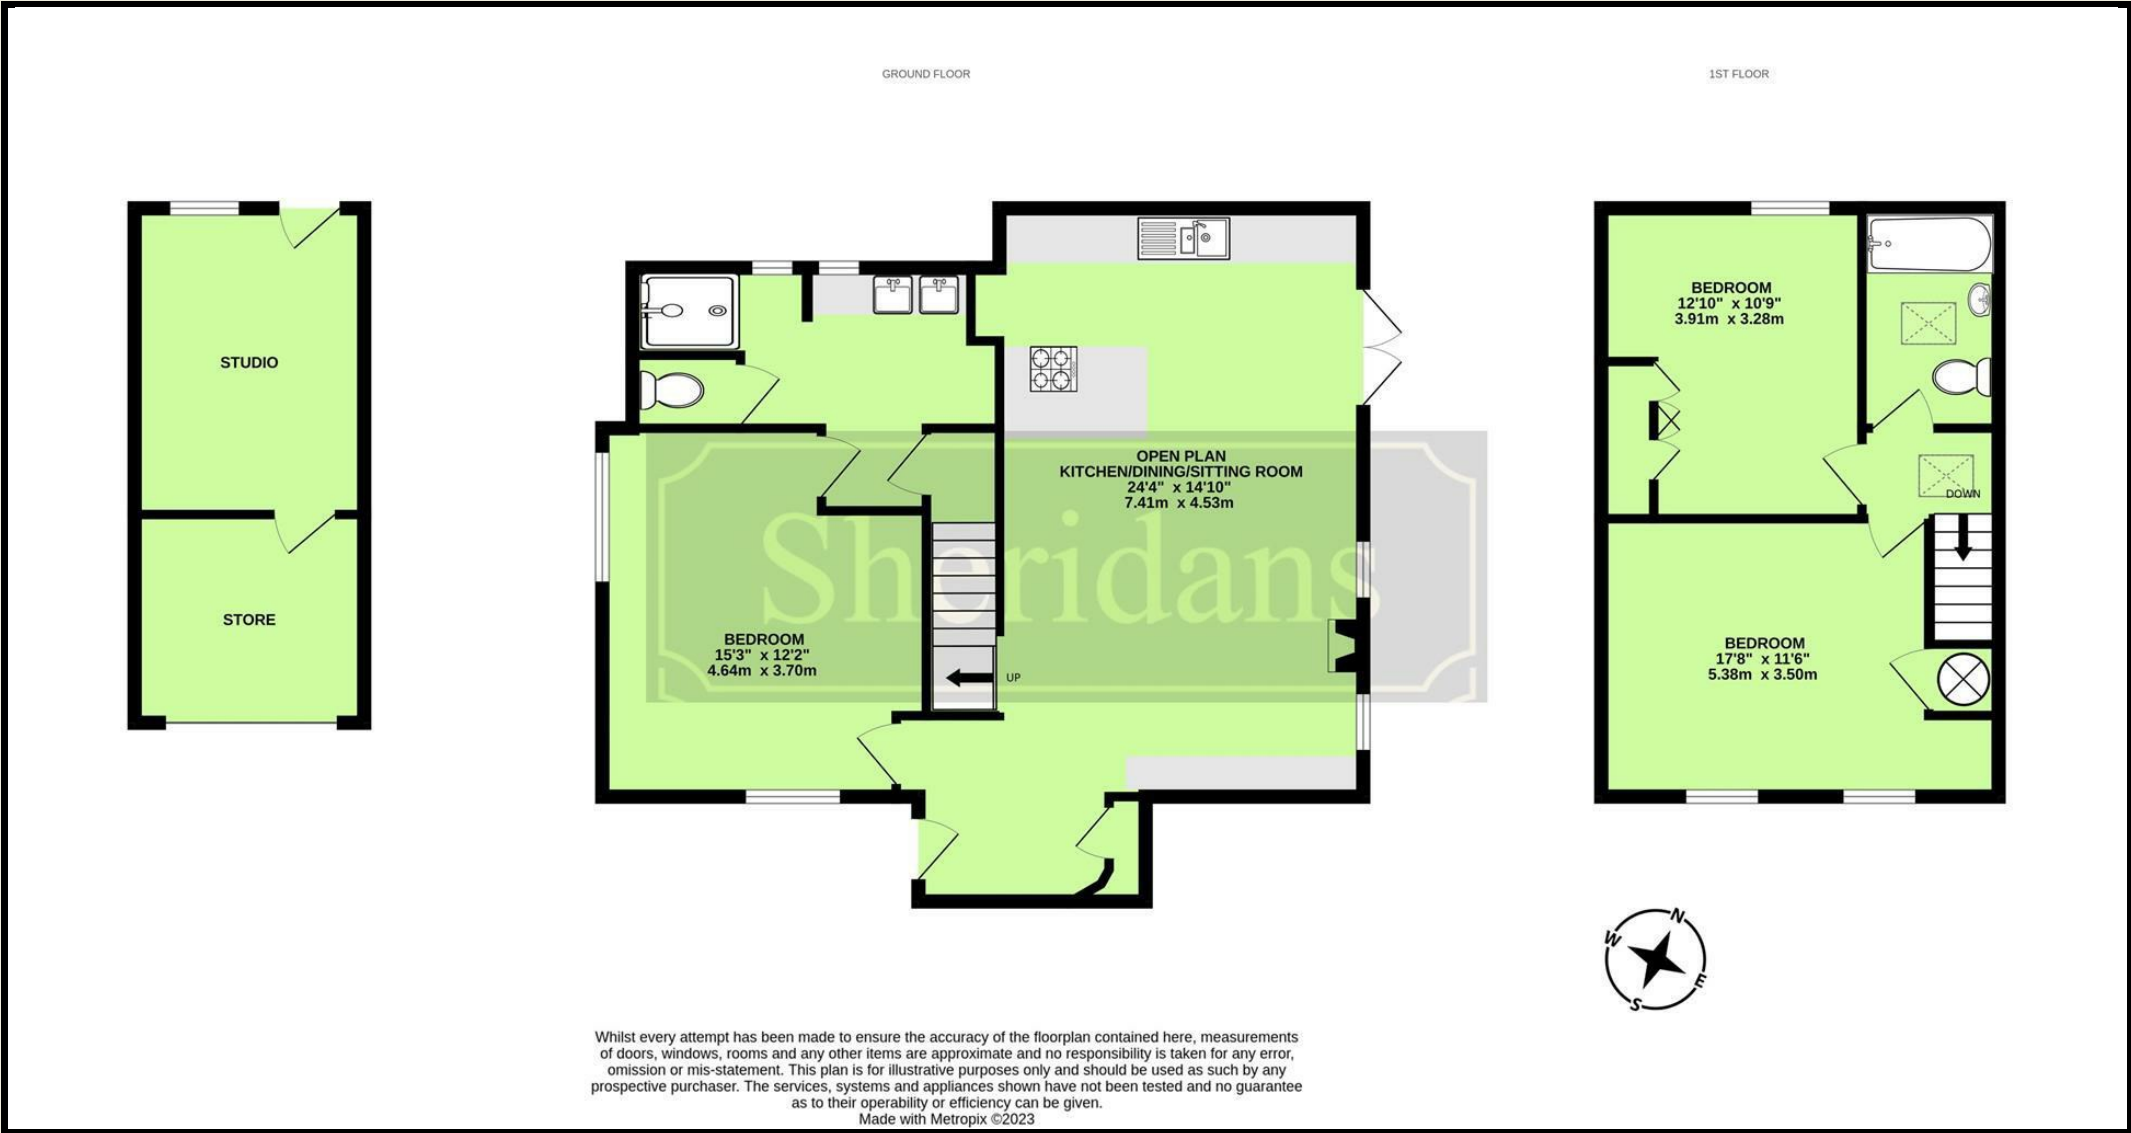 GROUND FLOOR
1ST FLOOR
STUDIO
STORE
OPEN PLAN
KITCHEN/DINING/SITTING ROOM
24'4" x 14'10"
7.41m x 4.53m
BEDROOM
15'3" x 12'2"
4.64m x 3.70m
UP
Sheridans
BEDROOM
12'10" x 10'9"
3.91m x 3.28m
DOWN
BEDROOM
17'8" x 11'6"
5.38m x 3.50m
N
W
E
S
Whilst every attempt has been made to ensure the accuracy of the floorplan contained here, measurements
of doors, windows, rooms and any other items are approximate and no responsibility is taken for any error,
omission or mis-statement. This plan is for illustrative purposes only and should be used as such by any
prospective purchaser. The services, systems and appliances shown have not been tested and no guarantee
as to their operability or efficiency can be given.
Made with Metropix ©2023